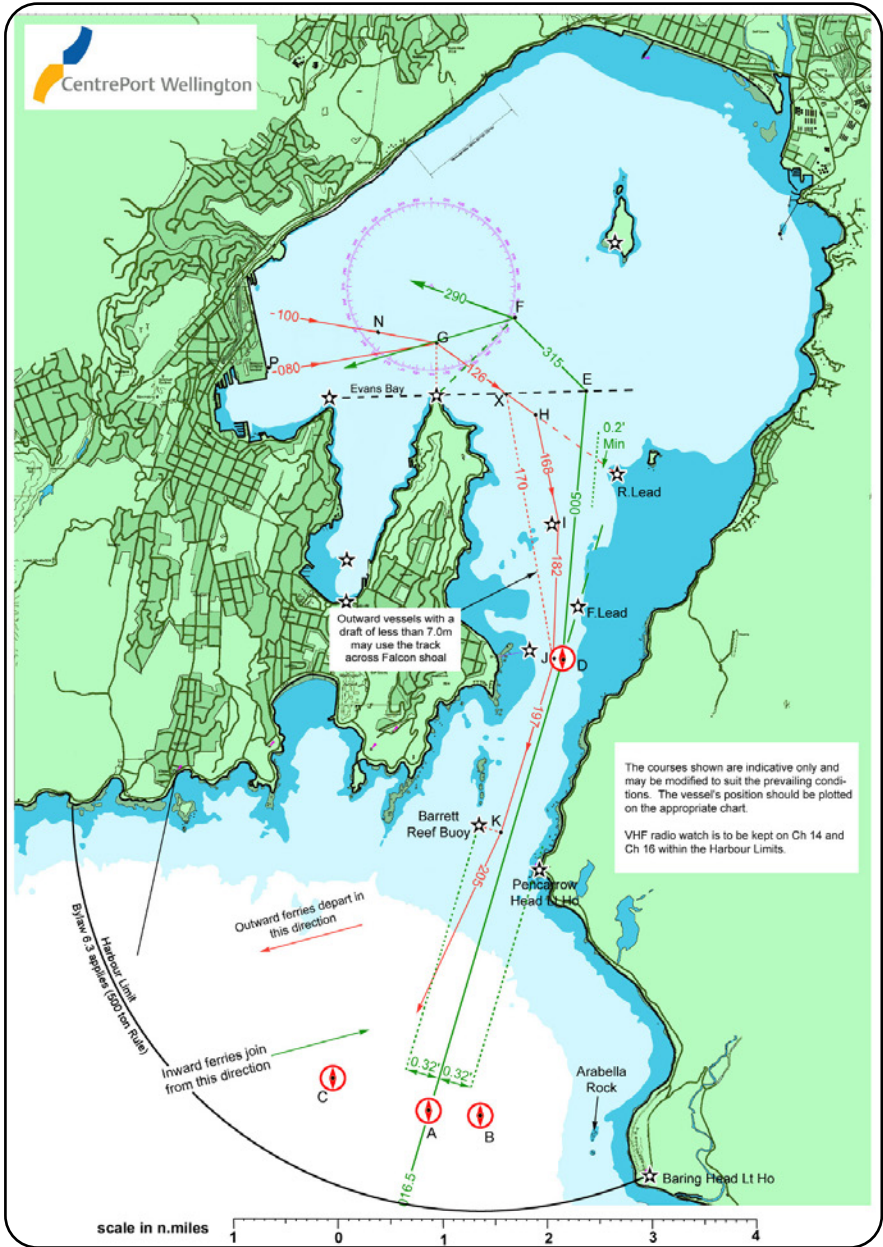 CentrePort Wellington
290
F
-100
N
G
315
P
-080
126
E
Evans Bay
X
H
0.2'
Min
168
R.Lead
170
005
I
182
F.Lead
Outward vessels with a
draft of less than 7.0m
may use the track
across Falcon shoal
J
D
197
The courses shown are indicative only and
may be modified to suit the prevailing condi-
tions. The vessel's position should be plotted
on the appropriate chart.
VHF radio watch is to be kept on Ch 14 and
Ch 16 within the Harbour Limits.
Barrett
Reef Buoy
K
205
Pencarrow
Head Lt Ho
Outward ferries depart in
this direction
Harbour Limit
Bylaw 6.3 applies (500 ton Rule)
Inward ferries join
from this direction
0.32'
0.32'
Arabella
Rock
C
A
B
016.5
Baring Head Lt Ho
scale in n.miles
1 0 1 2 3 4